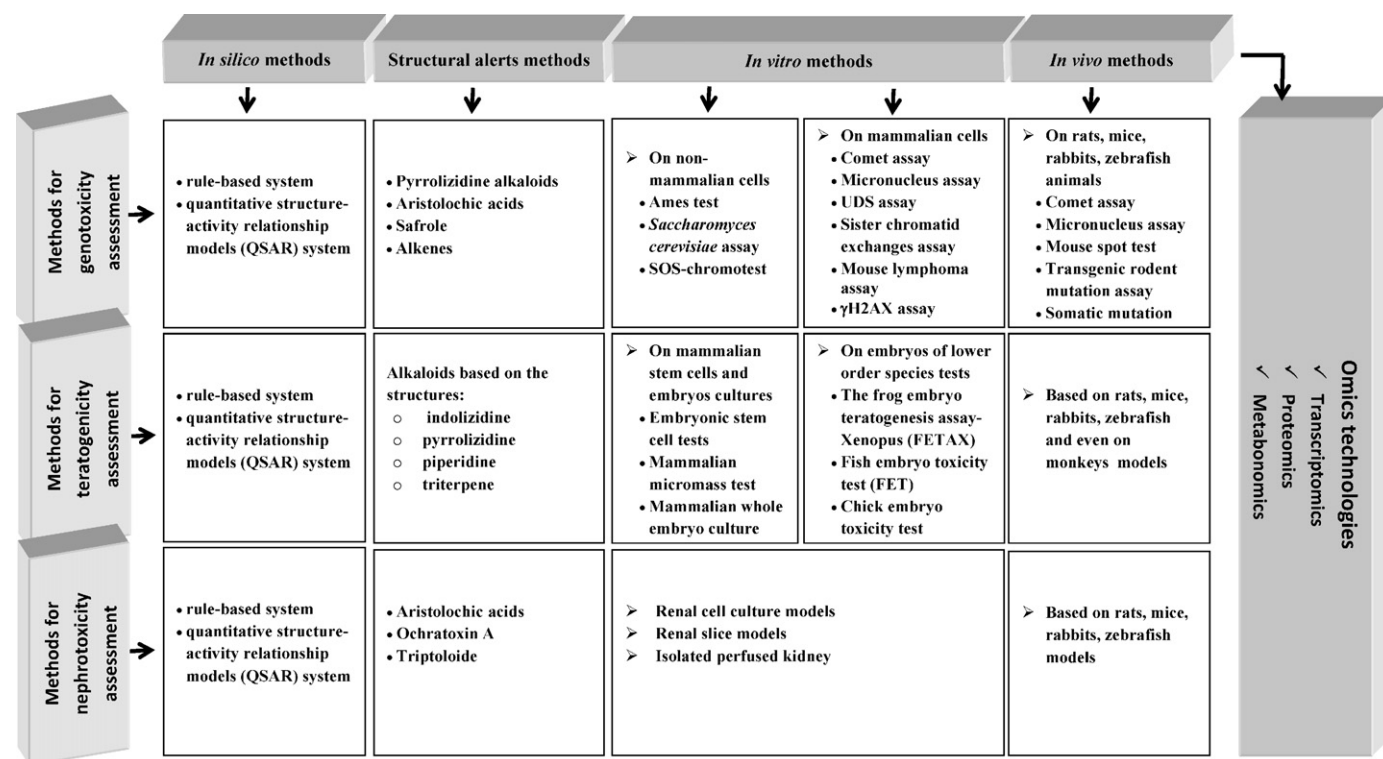 In silico methods
Structural alerts methods
In vitro methods
In vivo methods
Methods for
genotoxicity
assessment
• rule-based system
• quantitative structure-
activity relationship
models (QSAR) system
• Pyrrolizidine alkaloids
• Aristolochic acids
• Safrole
• Alkenes
➢ On non-
mammalian cells
• Ames test
• Saccharomyces
cerevisiae assay
• SOS-chromotest
➢ On mammalian cells
• Comet assay
• Micronucleus assay
• UDS assay
• Sister chromatid
exchanges assay
• Mouse lymphoma
assay
• γH2AX assay
➢ On rats, mice,
rabbits, zebrafish
animals
• Comet assay
• Micronucleus assay
• Mouse spot test
• Transgenic rodent
mutation assay
• Somatic mutation
Methods for
teratogenicity
assessment
• rule-based system
• quantitative structure-
activity relationship
models (QSAR) system
Alkaloids based on the
structures:
o indolizidine
o pyrrolizidine
o piperidine
o triterpene
➢ On mammalian
stem cells and
embryos cultures
• Embryonic stem
cell tests
• Mammalian
micromass test
• Mammalian whole
embryo culture
➢ On embryos of lower
order species tests
• The frog embryo
teratogenesis assay-
Xenopus (FETAX)
• Fish embryo toxicity
test (FET)
• Chick embryo
toxicity test
➢ Based on rats, mice,
rabbits, zebrafish
and even on
monkeys models
Methods for
nephrotoxicity
assessment
• rule-based system
• quantitative structure-
activity relationship
models (QSAR) system
• Aristolochic acids
• Ochratoxin A
• Triptoloide
➢ Renal cell culture models
➢ Renal slice models
➢ Isolated perfused kidney
➢ Based on rats, mice,
rabbits, zebrafish
models
Omics technologies
✓ Transcriptomics
✓ Proteomics
✓ Metabonomics